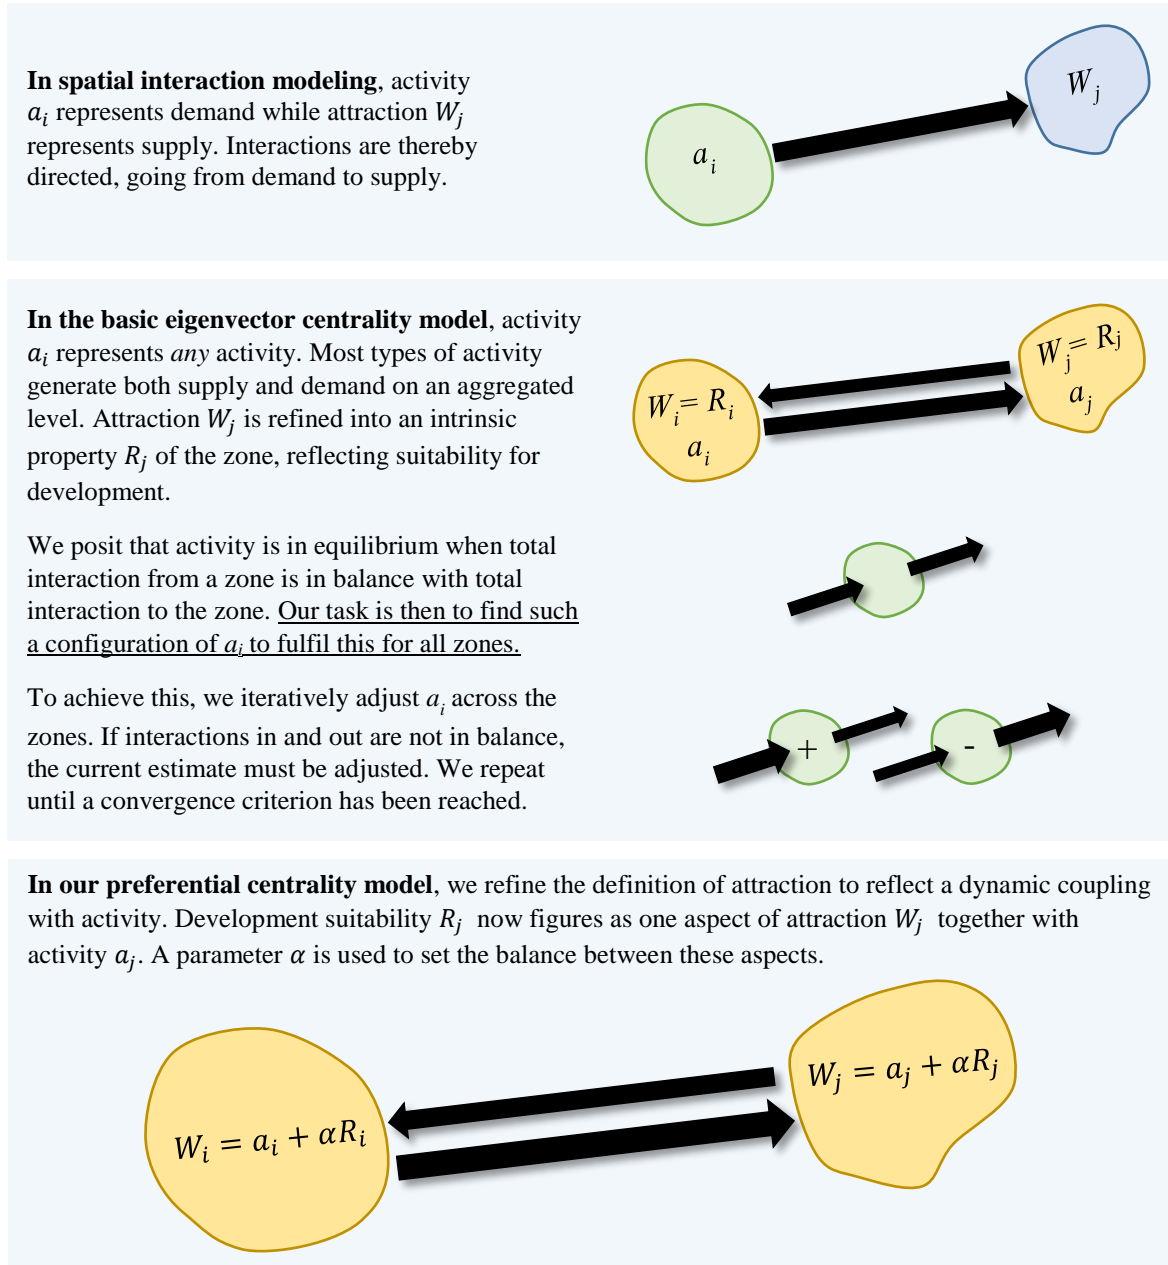 In spatial interaction modeling, activity
𝑎ᵢ represents demand while attraction 𝑊ⱼ
represents supply. Interactions are thereby
directed, going from demand to supply.
aᵢ
Wⱼ
In the basic eigenvector centrality model, activity
𝑎ᵢ represents any activity. Most types of activity
generate both supply and demand on an aggregated
level. Attraction 𝑊ⱼ is refined into an intrinsic
property 𝑅ⱼ of the zone, reflecting suitability for
development.
Wᵢ= Rᵢ
aᵢ
Wⱼ= Rⱼ
aⱼ
We posit that activity is in equilibrium when total
interaction from a zone is in balance with total
interaction to the zone. Our task is then to find such
a configuration of aᵢ to fulfil this for all zones.
To achieve this, we iteratively adjust aᵢ across the
zones. If interactions in and out are not in balance,
the current estimate must be adjusted. We repeat
until a convergence criterion has been reached.
+
-
In our preferential centrality model, we refine the definition of attraction to reflect a dynamic coupling
with activity. Development suitability 𝑅ⱼ now figures as one aspect of attraction 𝑊ⱼ together with
activity 𝑎ⱼ. A parameter 𝛼 is used to set the balance between these aspects.
𝑊ᵢ = 𝑎ᵢ + 𝛼𝑅ᵢ
𝑊ⱼ = 𝑎ⱼ + 𝛼𝑅ⱼ